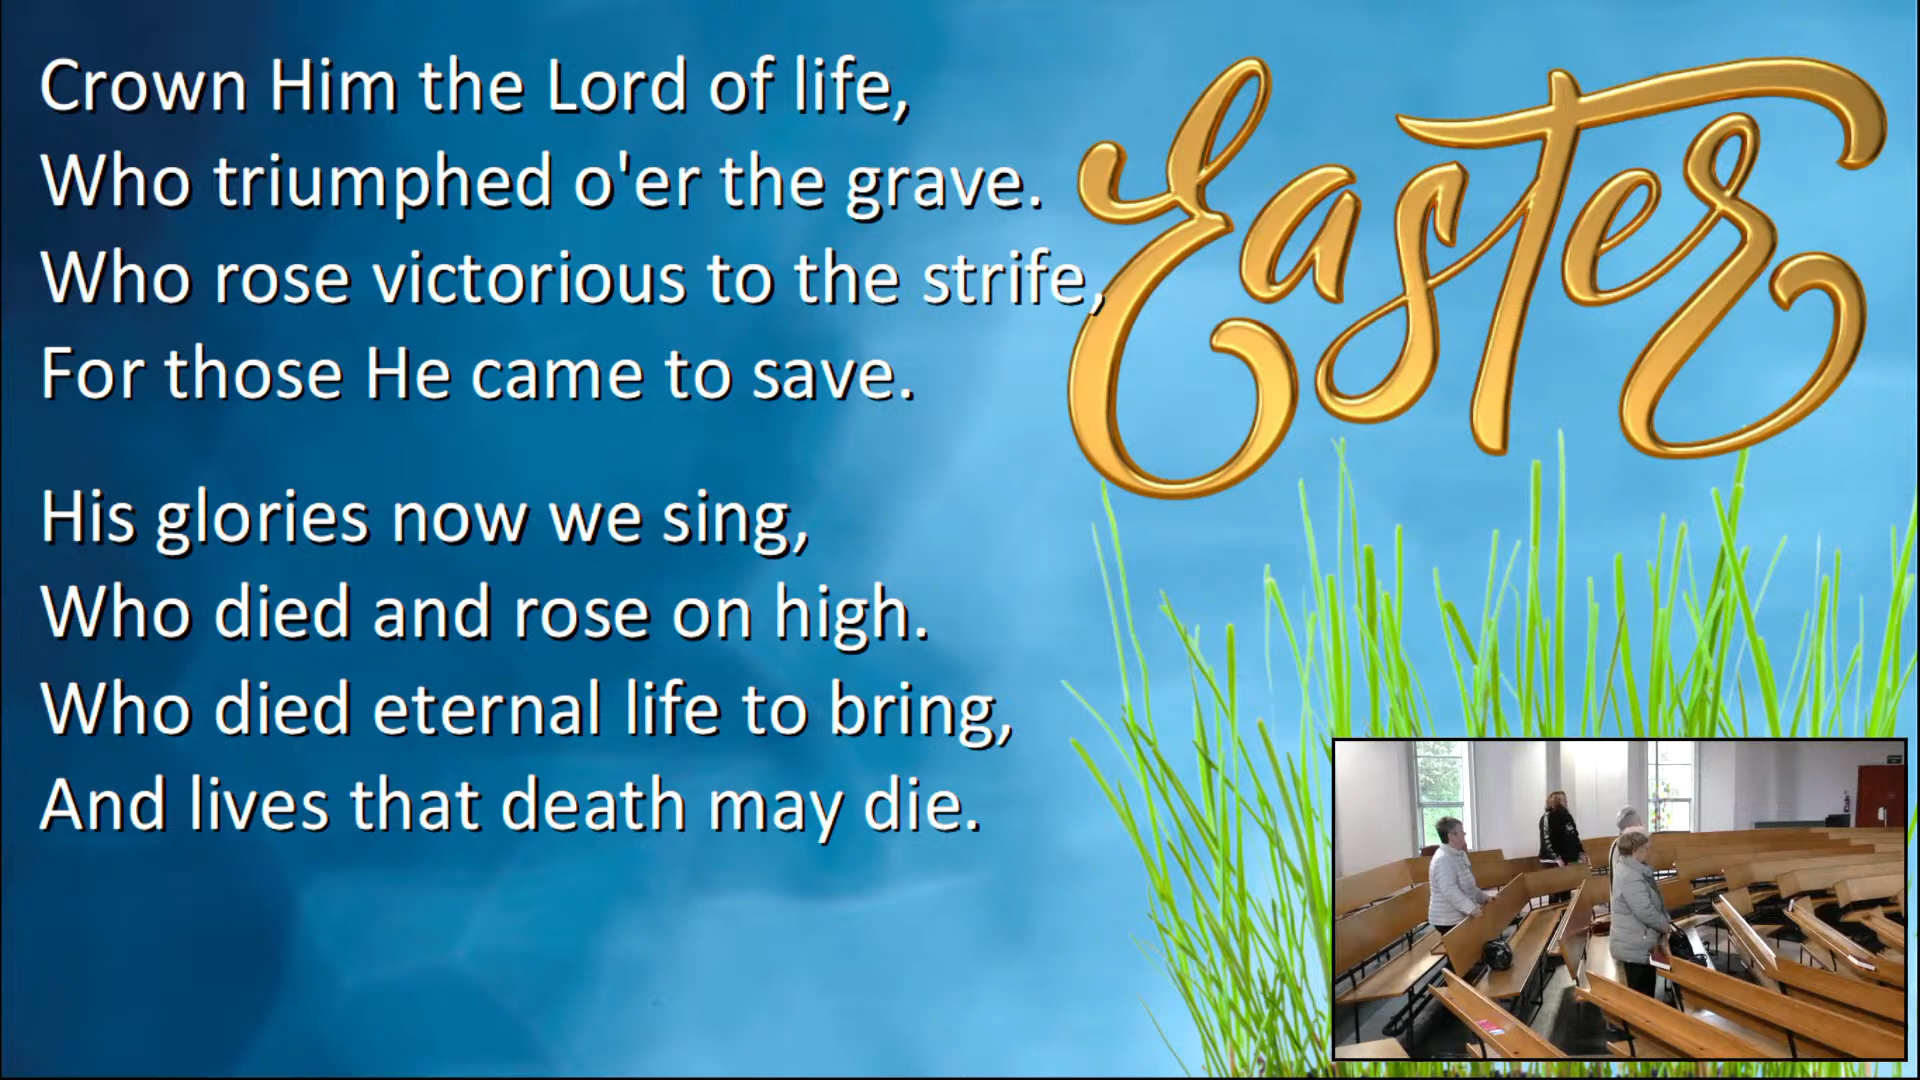 Crown Him the Lord of life,
Who triumphed o'er the grave.
Who rose victorious to the strife,
For those He came to save.
His glories now we sing,
Who died and rose on high.
Who died eternal life to bring,
And lives that death may die.
Easter